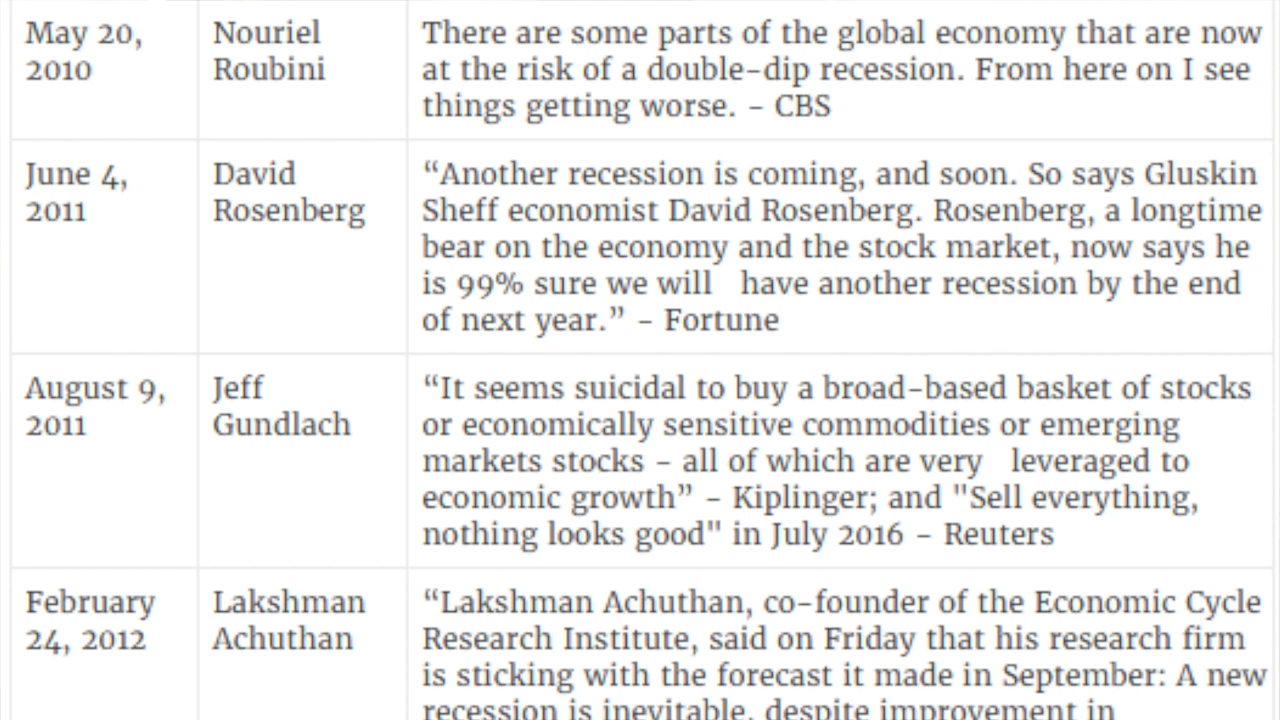 May 20,
2010
Nouriel
Roubini
There are some parts of the global economy that are now
at the risk of a double-dip recession. From here on I see
things getting worse. - CBS
June 4,
2011
David
Rosenberg
“Another recession is coming, and soon. So says Gluskin
Sheff economist David Rosenberg. Rosenberg, a longtime
bear on the economy and the stock market, now says he
is 99% sure we will have another recession by the end
of next year.” - Fortune
August 9,
2011
Jeff
Gundlach
“It seems suicidal to buy a broad-based basket of stocks
or economically sensitive commodities or emerging
markets stocks - all of which are very leveraged to
economic growth” - Kiplinger; and "Sell everything,
nothing looks good" in July 2016 - Reuters
February
24, 2012
Lakshman
Achuthan
“Lakshman Achuthan, co-founder of the Economic Cycle
Research Institute, said on Friday that his research firm
is sticking with the forecast it made in September: A new
recession is inevitable, despite improvement in